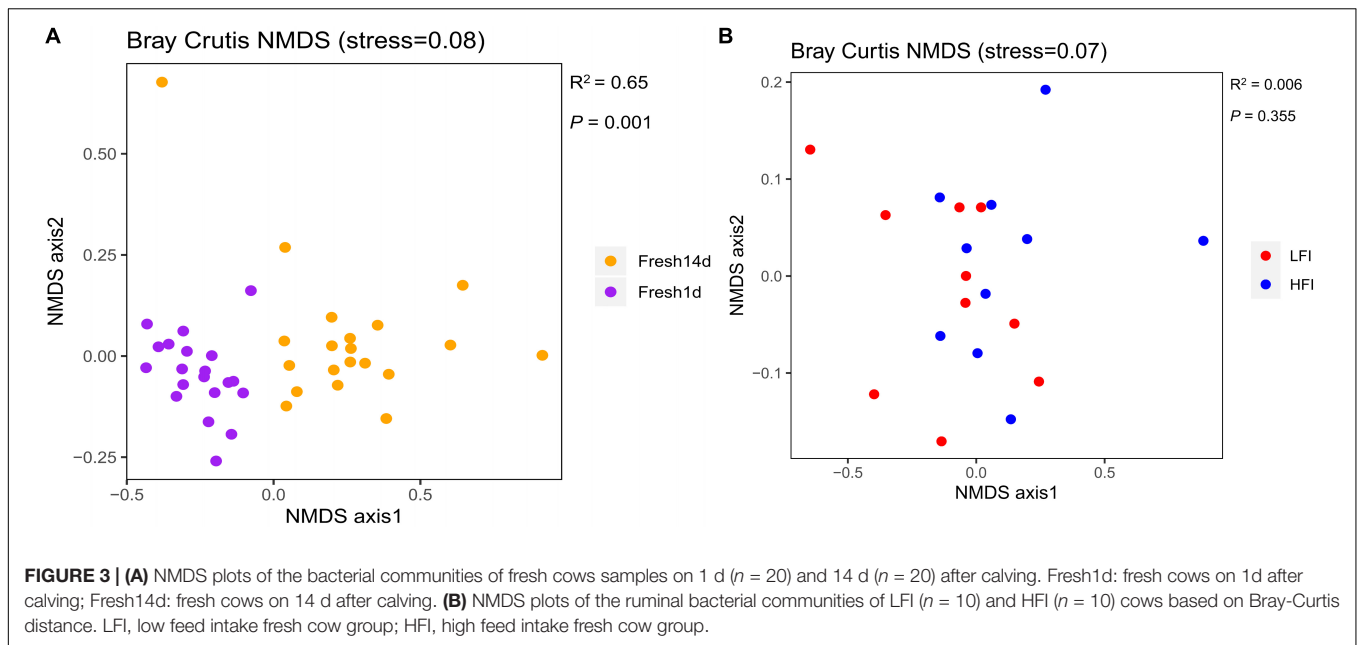 A
Bray Crutis NMDS (stress=0.08)
R² = 0.65
P = 0.001
NMDS axis2
0.50
0.25
0.00
−0.25
−0.5
0.0
0.5
NMDS axis1
Fresh14d
Fresh1d
B
Bray Curtis NMDS (stress=0.07)
R² = 0.006
P = 0.355
NMDS axis2
0.2
0.1
0.0
−0.1
−0.5
0.0
0.5
NMDS axis1
LFI
HFI
FIGURE 3 | (A) NMDS plots of the bacterial communities of fresh cows samples on 1 d (n = 20) and 14 d (n = 20) after calving. Fresh1d: fresh cows on 1d after
calving; Fresh14d: fresh cows on 14 d after calving. (B) NMDS plots of the ruminal bacterial communities of LFI (n = 10) and HFI (n = 10) cows based on Bray-Curtis
distance. LFI, low feed intake fresh cow group; HFI, high feed intake fresh cow group.